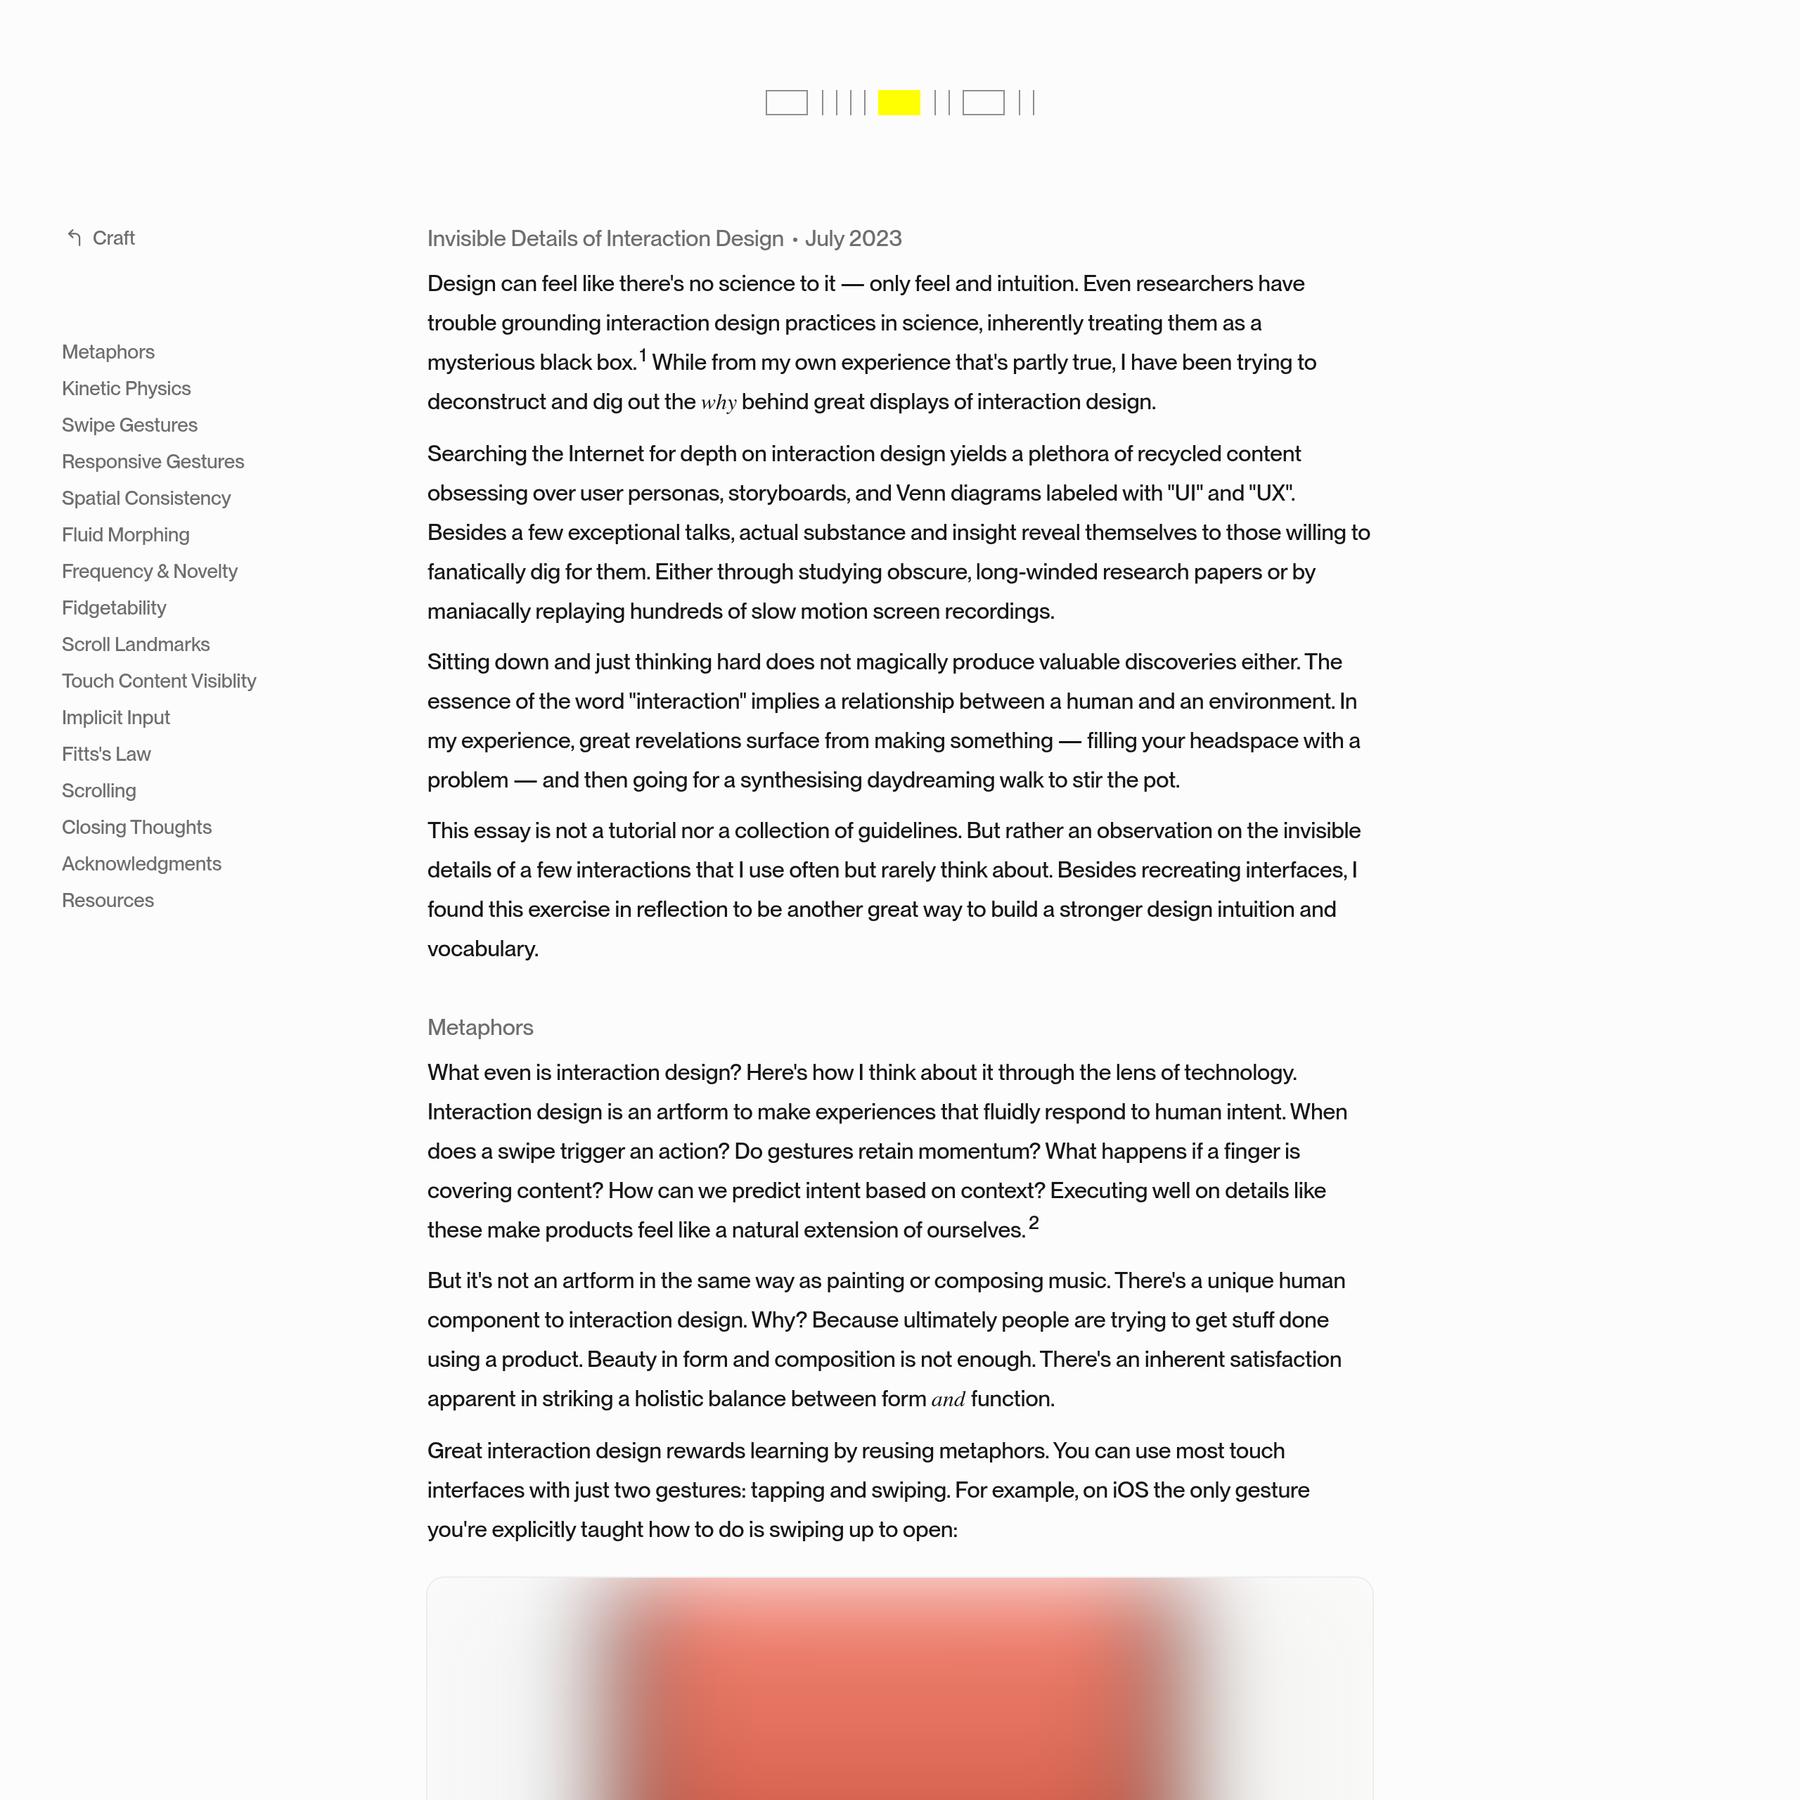 Craft
Metaphors
Kinetic Physics
Swipe Gestures
Responsive Gestures
Spatial Consistency
Fluid Morphing
Frequency & Novelty
Fidgetability
Scroll Landmarks
Touch Content Visiblity
Implicit Input
Fitts's Law
Scrolling
Closing Thoughts
Acknowledgments
Resources
Invisible Details of Interaction Design • July 2023
Design can feel like there's no science to it — only feel and intuition. Even researchers have
trouble grounding interaction design practices in science, inherently treating them as a
mysterious black box.1 While from my own experience that's partly true, I have been trying to
deconstruct and dig out the why behind great displays of interaction design.
Searching the Internet for depth on interaction design yields a plethora of recycled content
obsessing over user personas, storyboards, and Venn diagrams labeled with "UI" and "UX".
Besides a few exceptional talks, actual substance and insight reveal themselves to those willing to
fanatically dig for them. Either through studying obscure, long-winded research papers or by
maniacally replaying hundreds of slow motion screen recordings.
Sitting down and just thinking hard does not magically produce valuable discoveries either. The
essence of the word "interaction" implies a relationship between a human and an environment. In
my experience, great revelations surface from making something — filling your headspace with a
problem — and then going for a synthesising daydreaming walk to stir the pot.
This essay is not a tutorial nor a collection of guidelines. But rather an observation on the invisible
details of a few interactions that I use often but rarely think about. Besides recreating interfaces, I
found this exercise in reflection to be another great way to build a stronger design intuition and
vocabulary.
Metaphors
What even is interaction design? Here's how I think about it through the lens of technology.
Interaction design is an artform to make experiences that fluidly respond to human intent. When
does a swipe trigger an action? Do gestures retain momentum? What happens if a finger is
covering content? How can we predict intent based on context? Executing well on details like
these make products feel like a natural extension of ourselves.2
But it's not an artform in the same way as painting or composing music. There's a unique human
component to interaction design. Why? Because ultimately people are trying to get stuff done
using a product. Beauty in form and composition is not enough. There's an inherent satisfaction
apparent in striking a holistic balance between form and function.
Great interaction design rewards learning by reusing metaphors. You can use most touch
interfaces with just two gestures: tapping and swiping. For example, on iOS the only gesture
you're explicitly taught how to do is swiping up to open: